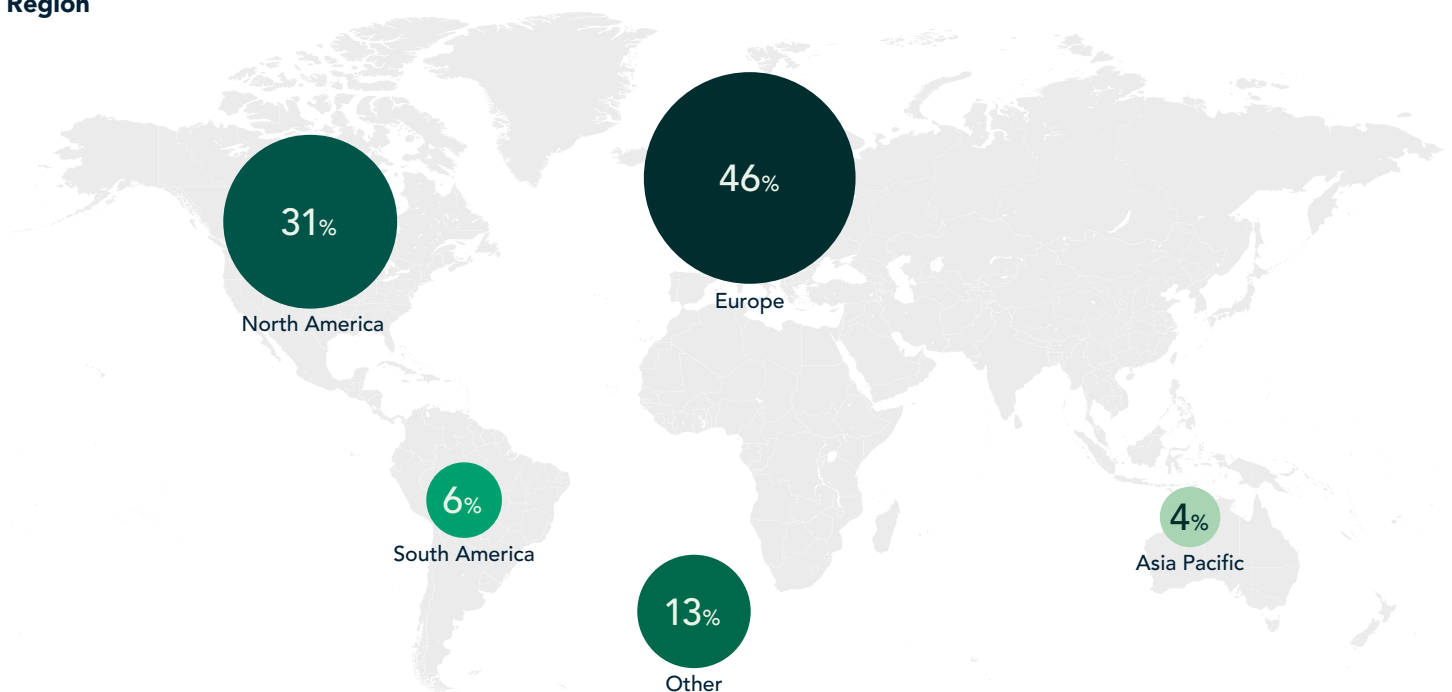 Region
46%
31%
Europe
North America
6%
4%
South America
Asia Pacific
13%
Other